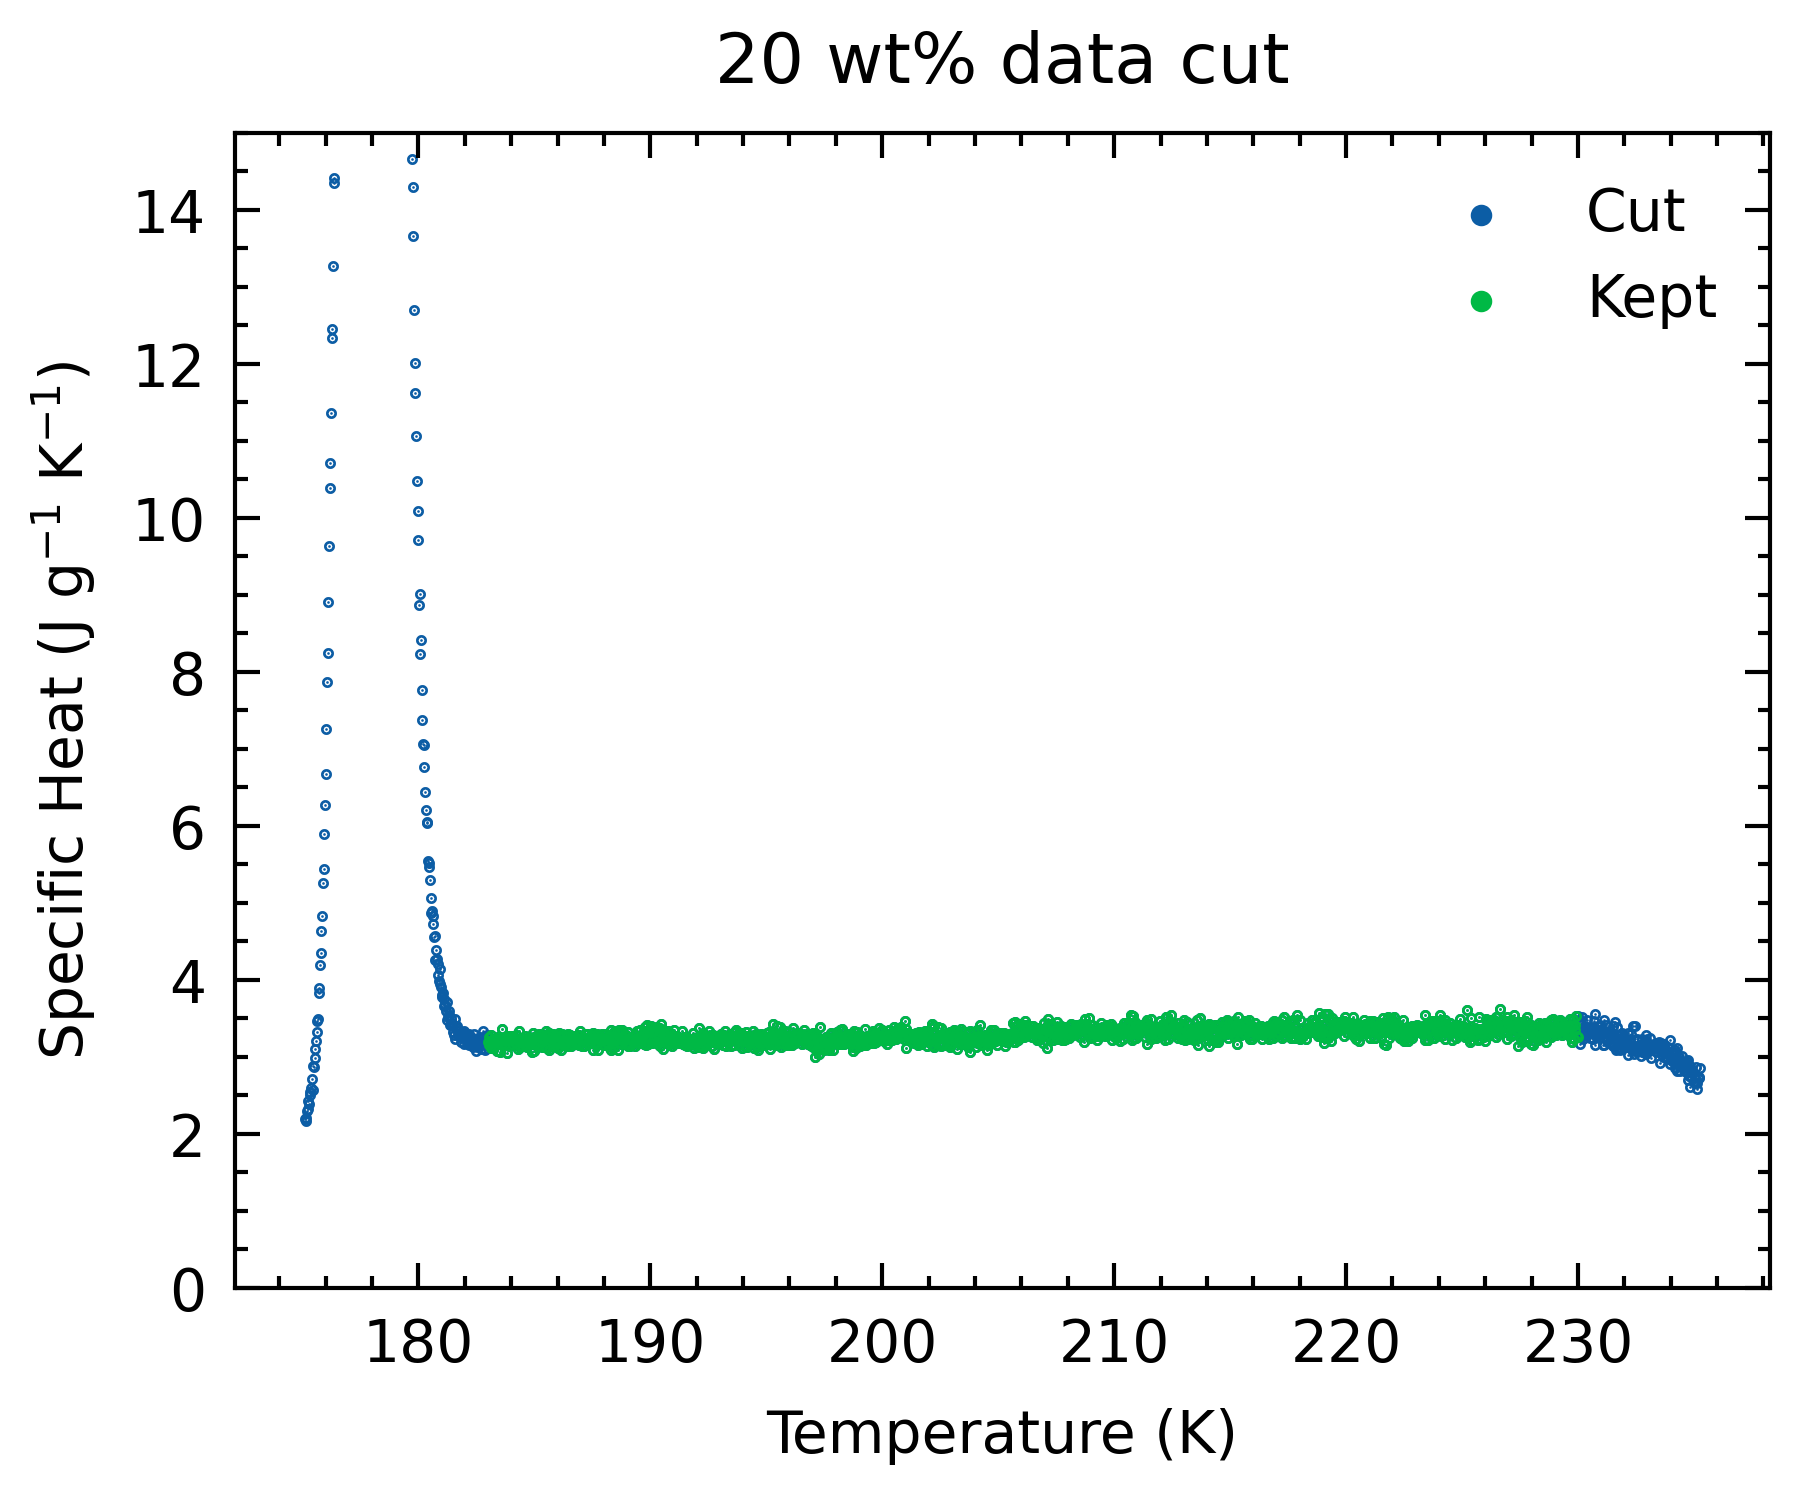 20 wt% data cut
Cut
Kept
Specific Heat (J g⁻¹ K⁻¹)
14
12
10
8
6
4
2
0
180 190 200 210 220 230
Temperature (K)